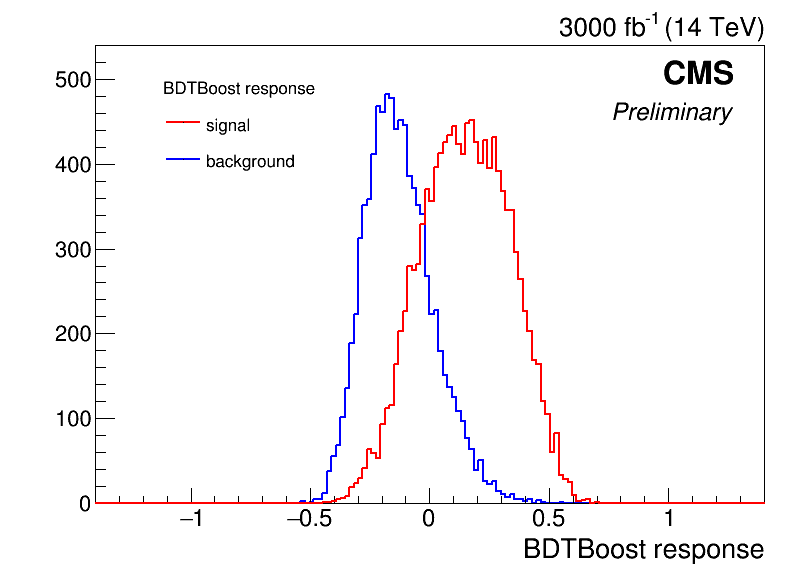 3000 fb⁻¹ (14 TeV)
CMS
Preliminary
BDTBoost response
signal
background
500
400
300
200
100
0
−1
−0.5
0
0.5
1
BDTBoost response